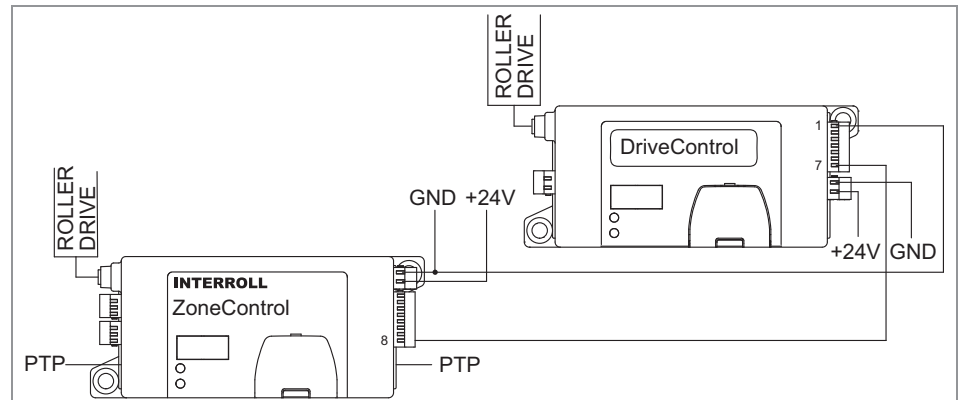 ROLLER
DRIVE
1
DriveControl
7
ROLLER
DRIVE
GND +24V
+24V GND
INTERROLL
ZoneControl
8
PTP
PTP